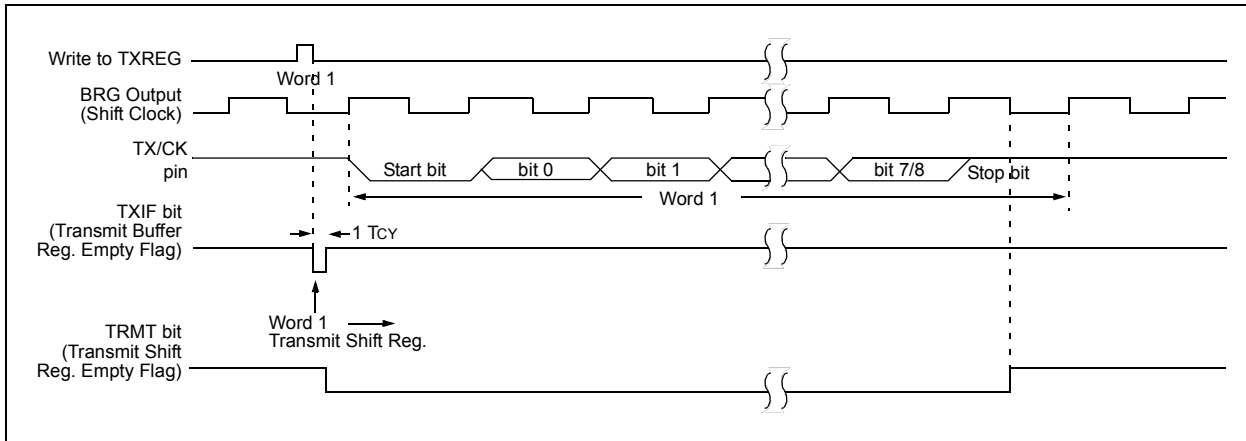 Write to TXREG
Word 1
BRG Output
(Shift Clock)
TX/CK
pin
Start bit
bit 0
bit 1
bit 7/8
Stop bit
Word 1
TXIF bit
(Transmit Buffer
Reg. Empty Flag)
1 TCY
Word 1
Transmit Shift Reg.
TRMT bit
(Transmit Shift
Reg. Empty Flag)